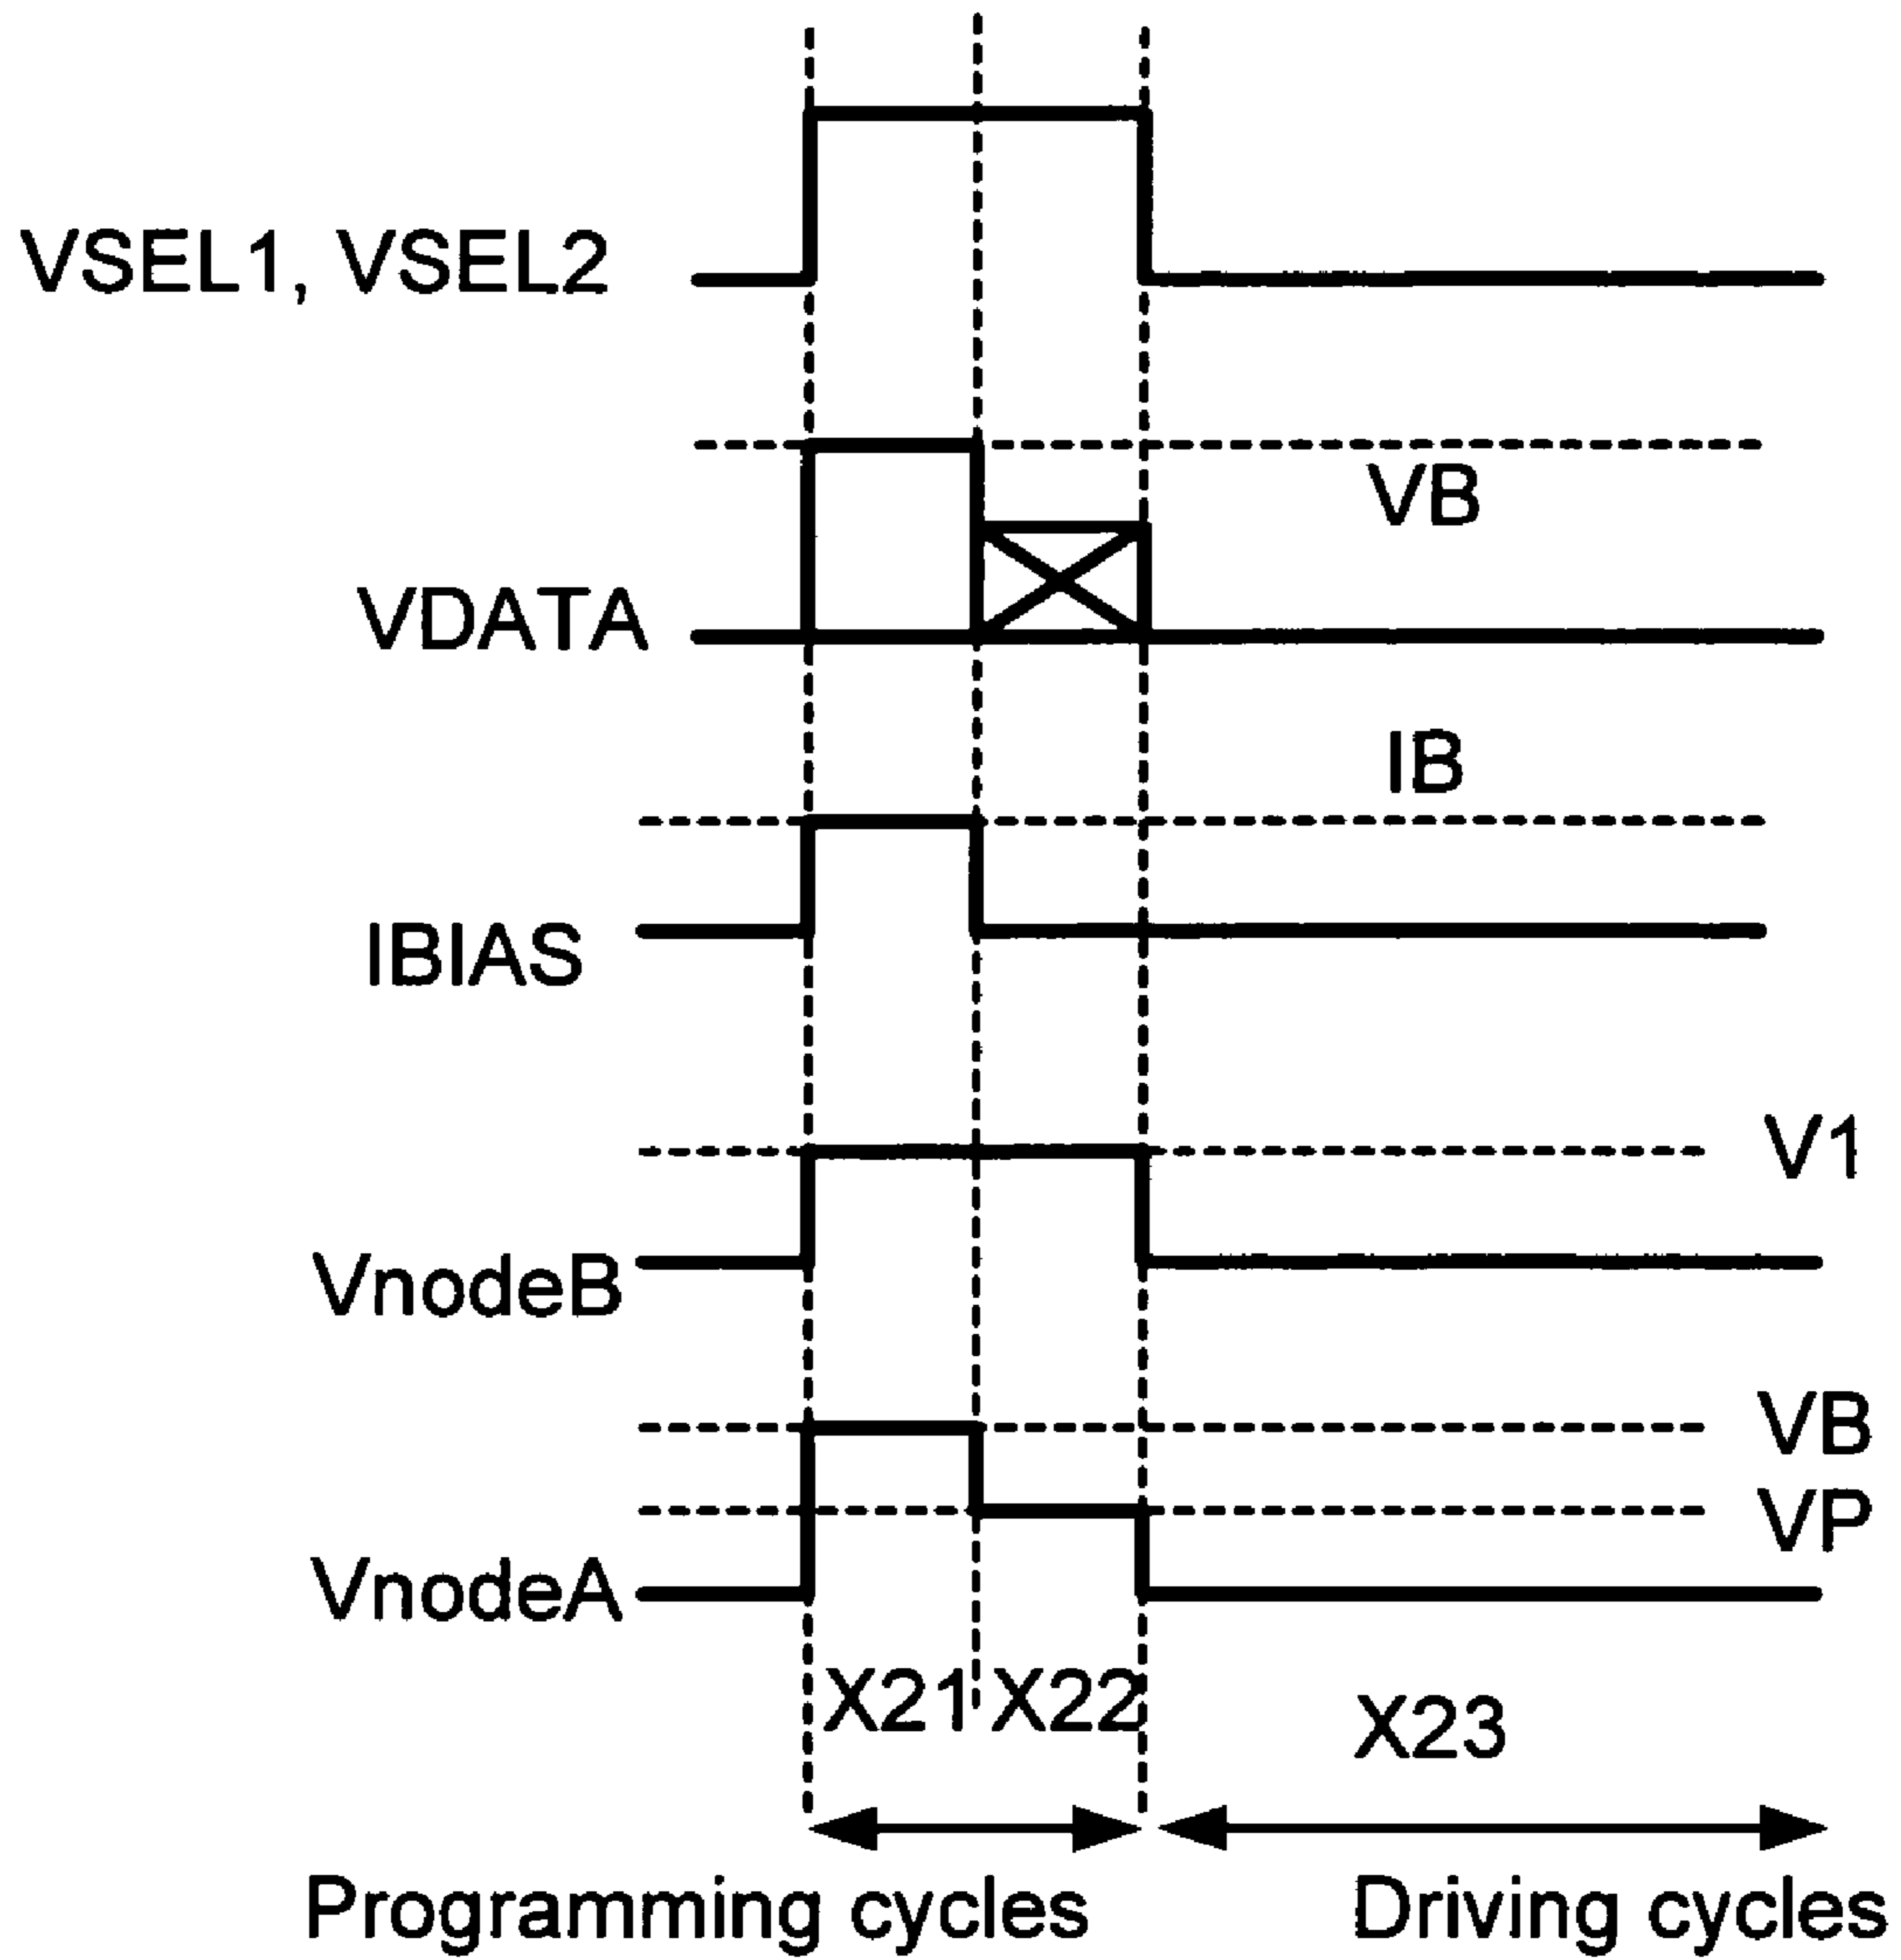 VSEL1, VSEL2
VB
VDATA
IB
IBIAS
V1
VnodeB
VB
VP
VnodeA
X21 X22 X23
Programming cycles Driving cycles